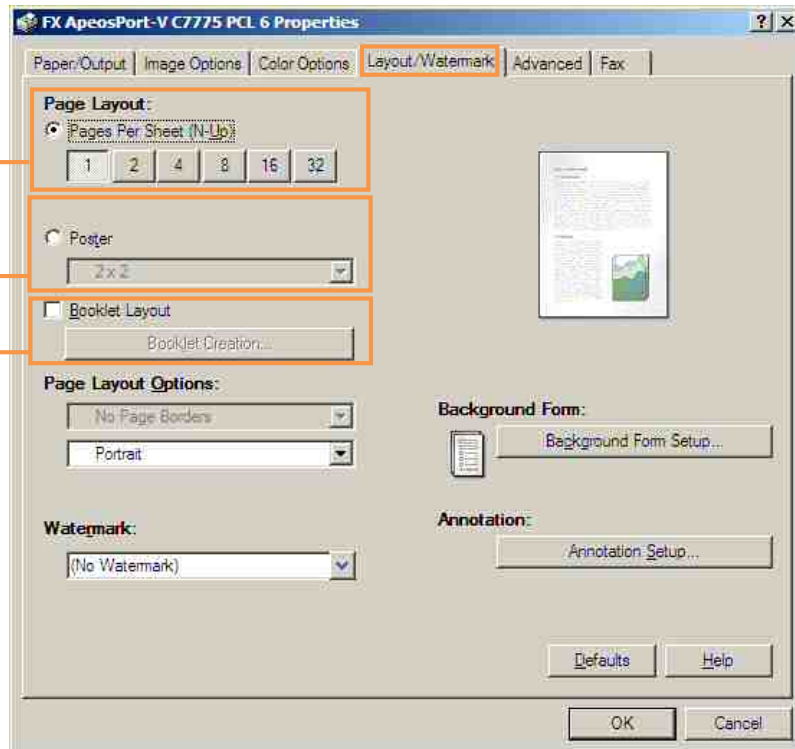 FX ApeosPort-V C7775 PCL 6 Properties
Paper/Output Image Options Color Options Layout/Watermark Advanced Fax
Page Layout:
Pages Per Sheet (N-Up)
1 2 4 8 16 32
Poster
2 x 2
Booklet Layout
Booklet Creation...
Page Layout Options:
No Page Borders
Portrait
Background Form:
Background Form Setup...
Watermark:
(No Watermark)
Annotation:
Annotation Setup...
Defaults Help
OK Cancel